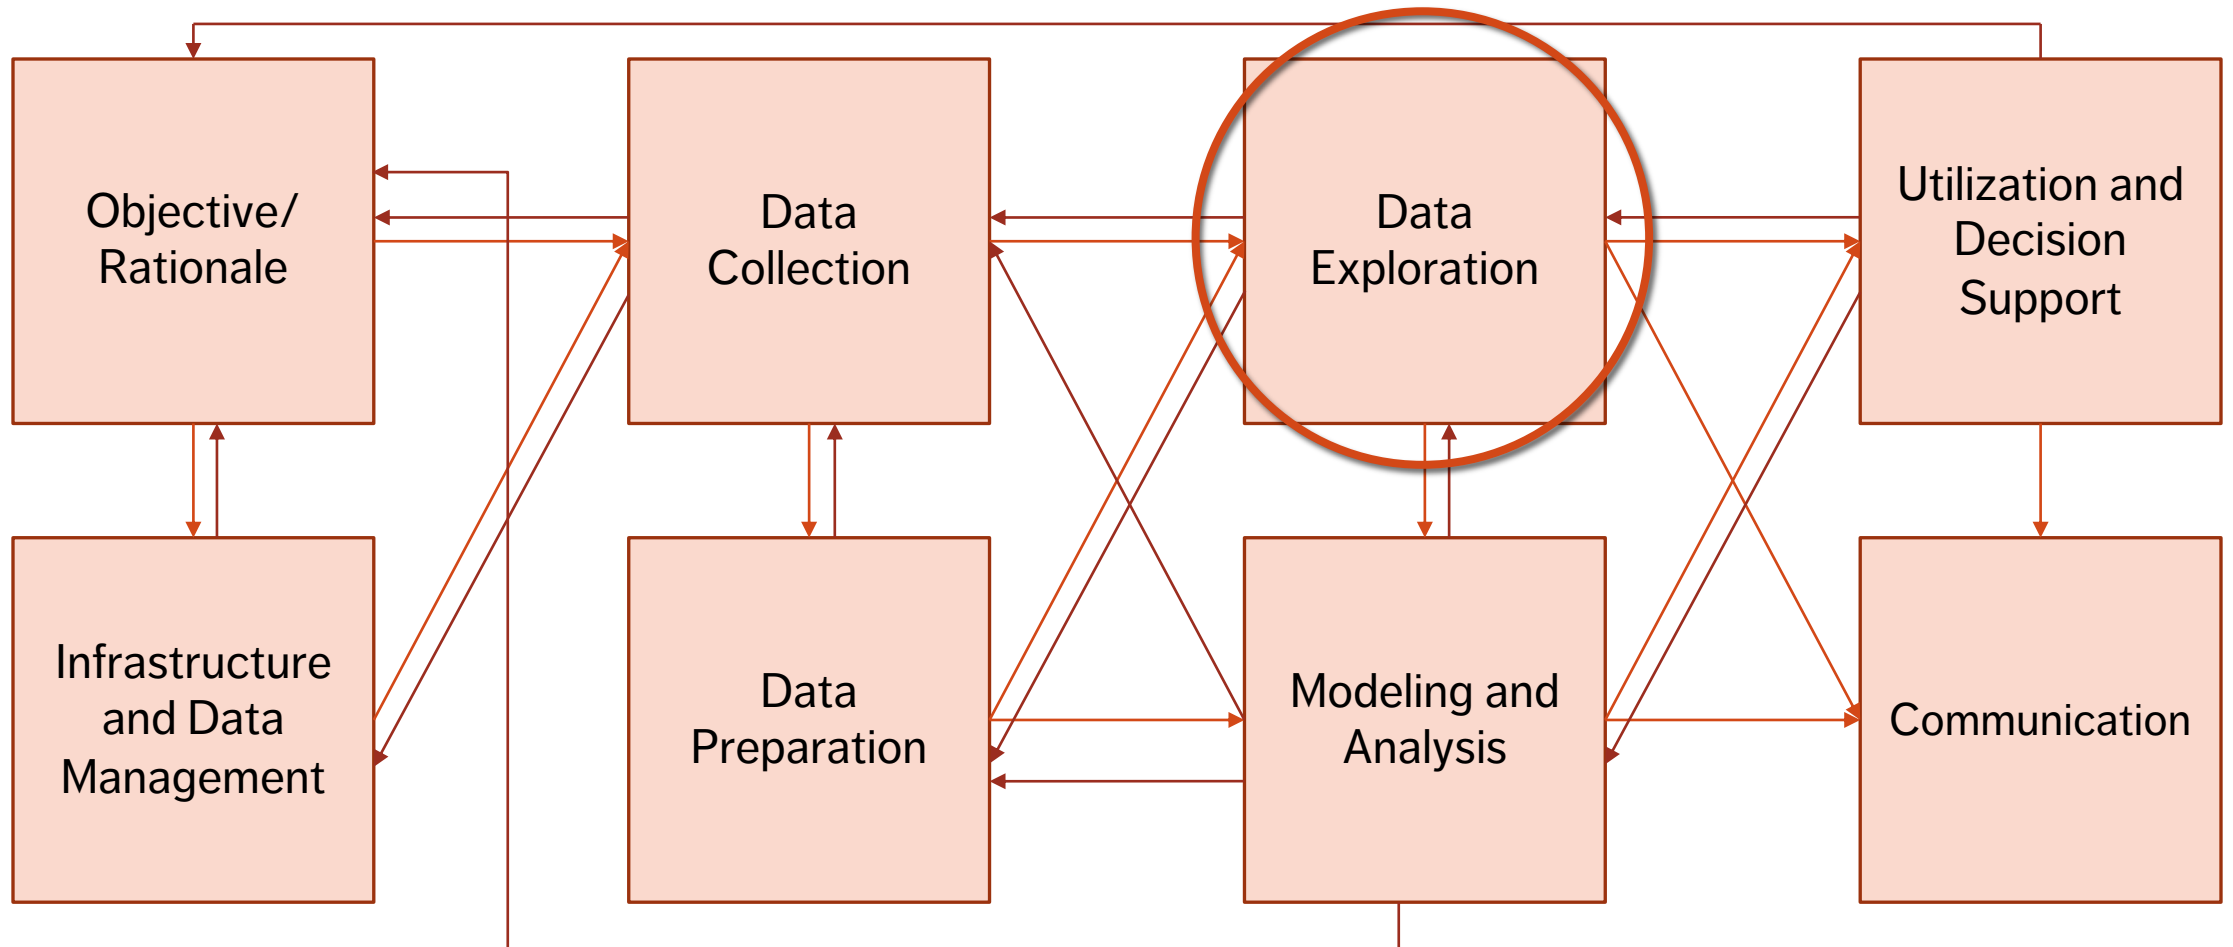 Objective/
Rationale
Data
Collection
Data
Exploration
Utilization and
Decision
Support
Infrastructure
and Data
Management
Data
Preparation
Modeling and
Analysis
Communication